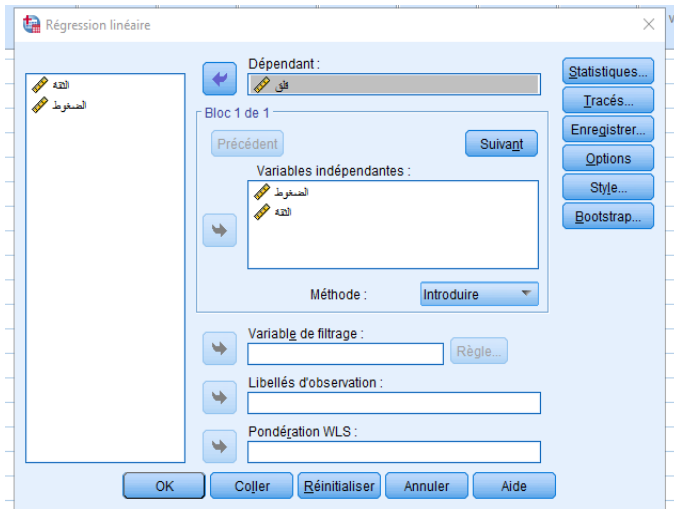 Régression linéaire
الثقة
الضغوط
Dépendant :
قلق
Statistiques...
Tracés...
Enregistrer...
Options
Style...
Bootstrap...
Bloc 1 de 1
Précédent
Suivant
Variables indépendantes :
الضغوط
الثقة
Méthode :
Introduire
Variable de filtrage :
Règle...
Libellés d'observation :
Pondération WLS :
OK
Coller
Réinitialiser
Annuler
Aide